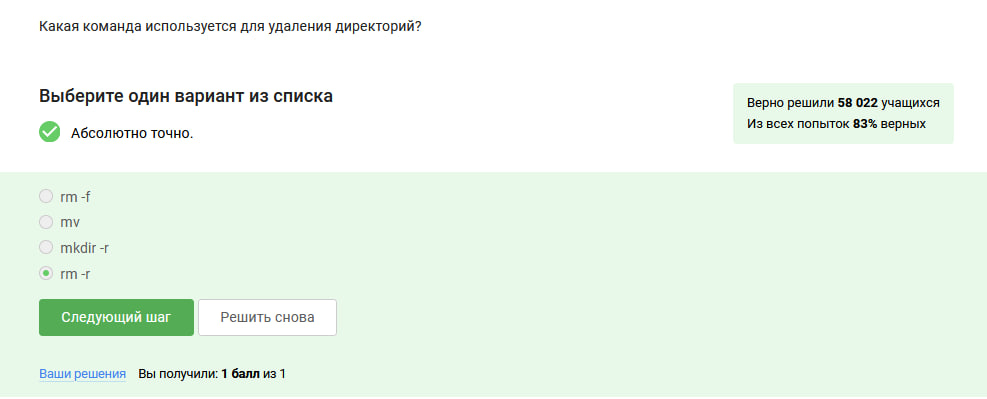 Какая команда используется для удаления директорий?
Выберите один вариант из списка
Абсолютно точно.
Верно решили 58 022 учащихся
Из всех попыток 83% верных
rm -f
mv
mkdir -r
rm -r
Следующий шаг
Решить снова
Ваши решения Вы получили: 1 балл из 1